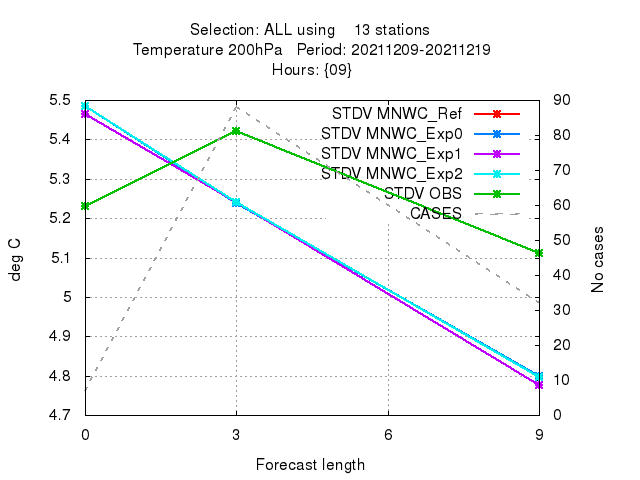 Selection: ALL using 13 stations
Temperature 200hPa Period: 20211209-20211219
Hours: {09}
5.5
5.4
5.3
5.2
5.1
5
4.9
4.8
4.7
90
80
70
60
50
40
30
20
10
0
STDV MNWC_Ref
STDV MNWC_Exp0
STDV MNWC_Exp1
STDV MNWC_Exp2
STDV OBS
CASES
deg C
No cases
0 3 6 9
Forecast length